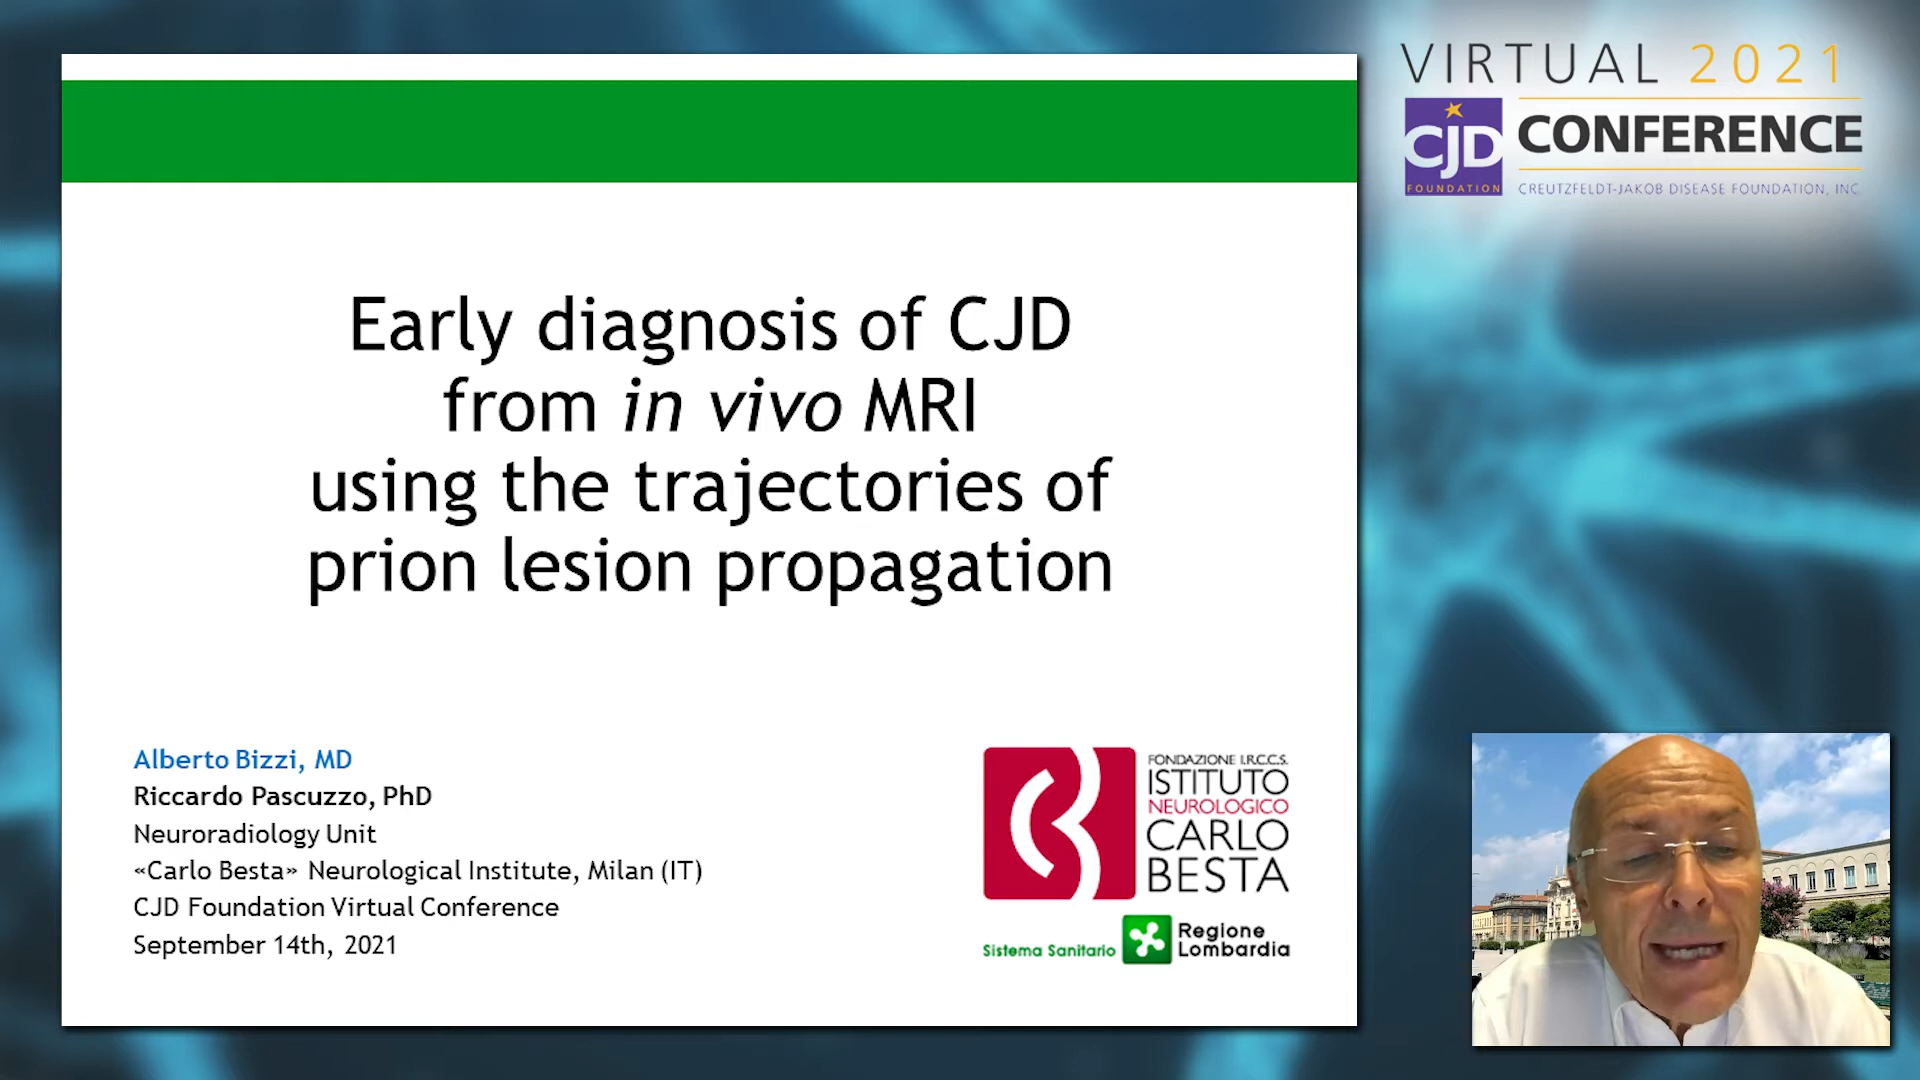 Early diagnosis of CJD
from in vivo MRI
using the trajectories of
prion lesion propagation
Alberto Bizzi, MD
Riccardo Pascuzzo, PhD
Neuroradiology Unit
«Carlo Besta» Neurological Institute, Milan (IT)
CJD Foundation Virtual Conference
September 14th, 2021
FONDAZIONE I.R.C.C.S.
ISTITUTO
NEUROLOGICO
CARLO
BESTA
Sistema Sanitario
Regione
Lombardia
VIRTUAL 2021
CJD
FOUNDATION
CONFERENCE
CREUTZFELDT-JAKOB DISEASE FOUNDATION, INC.